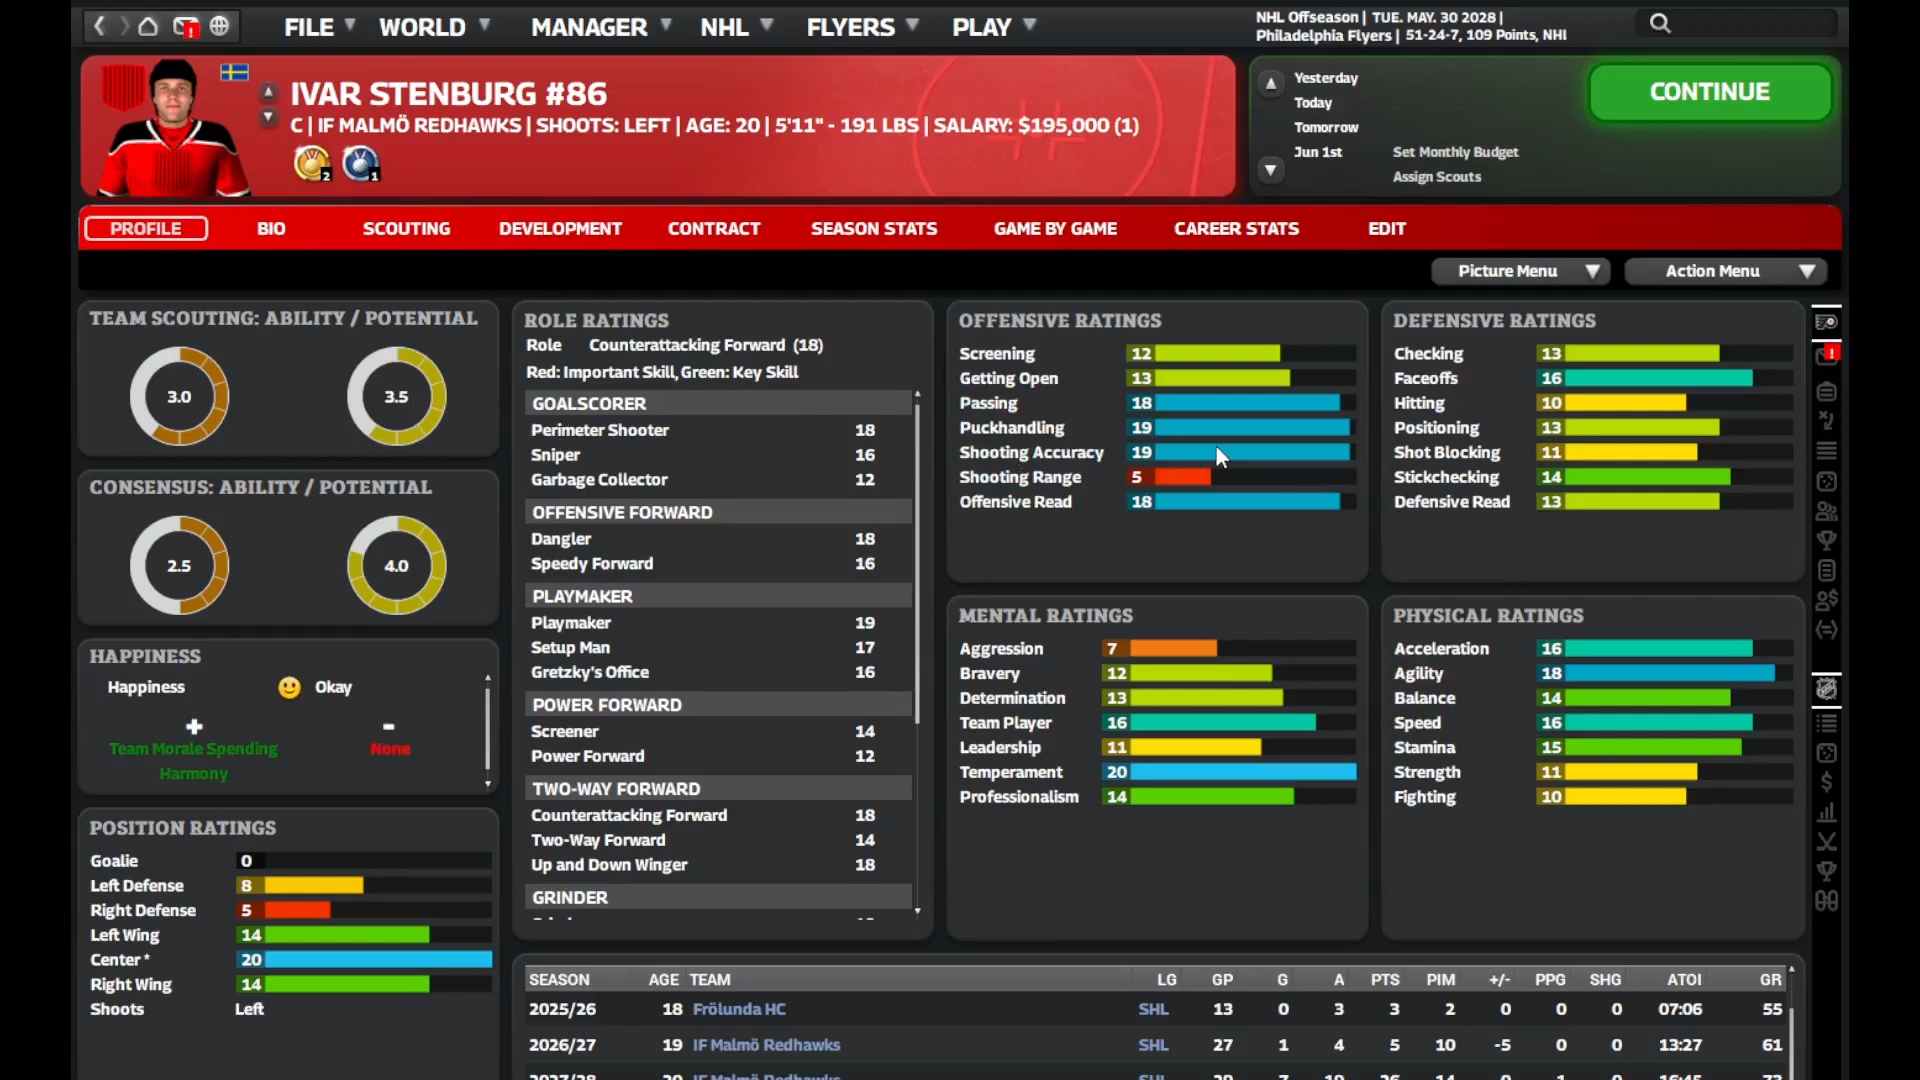 FILE WORLD MANAGER NHL FLYERS PLAY
NHL Offseason | TUE. MAY. 30 2028 |
Philadelphia Flyers | 51-24-7, 109 Points, NHL
IVAR STENBURG #86
C | IF MALMÖ REDHAWKS | SHOOTS: LEFT | AGE: 20 | 5'11" - 191 LBS | SALARY: $195,000 (1)
2 1
Yesterday
Today
Tomorrow
Jun 1st Set Monthly Budget
Assign Scouts
CONTINUE
PROFILE BIO SCOUTING DEVELOPMENT CONTRACT SEASON STATS GAME BY GAME CAREER STATS EDIT
Picture Menu Action Menu
TEAM SCOUTING: ABILITY / POTENTIAL
3.0 3.5
CONSENSUS: ABILITY / POTENTIAL
2.5 4.0
HAPPINESS
Happiness Okay
+ -
Team Morale Spending None
Harmony
POSITION RATINGS
Goalie 0
Left Defense 8
Right Defense 5
Left Wing 14
Center * 20
Right Wing 14
Shoots Left
ROLE RATINGS
Role Counterattacking Forward (18)
Red: Important Skill, Green: Key Skill
GOALSCORER
Perimeter Shooter 18
Sniper 16
Garbage Collector 12
OFFENSIVE FORWARD
Dangler 18
Speedy Forward 16
PLAYMAKER
Playmaker 19
Setup Man 17
Gretzky's Office 16
POWER FORWARD
Screener 14
Power Forward 12
TWO-WAY FORWARD
Counterattacking Forward 18
Two-Way Forward 14
Up and Down Winger 18
GRINDER
OFFENSIVE RATINGS
Screening 12
Getting Open 13
Passing 18
Puckhandling 19
Shooting Accuracy 19
Shooting Range 5
Offensive Read 18
DEFENSIVE RATINGS
Checking 13
Faceoffs 16
Hitting 10
Positioning 13
Shot Blocking 11
Stickchecking 14
Defensive Read 13
MENTAL RATINGS
Aggression 7
Bravery 12
Determination 13
Team Player 16
Leadership 11
Temperament 20
Professionalism 14
PHYSICAL RATINGS
Acceleration 16
Agility 18
Balance 14
Speed 16
Stamina 15
Strength 11
Fighting 10
SEASON AGE TEAM LG GP G A PTS PIM +/- PPG SHG ATOI GR
2025/26 18 Frölunda HC SHL 13 0 3 3 2 0 0 0 07:06 55
2026/27 19 IF Malmö Redhawks SHL 27 1 4 5 10 -5 0 0 13:27 61